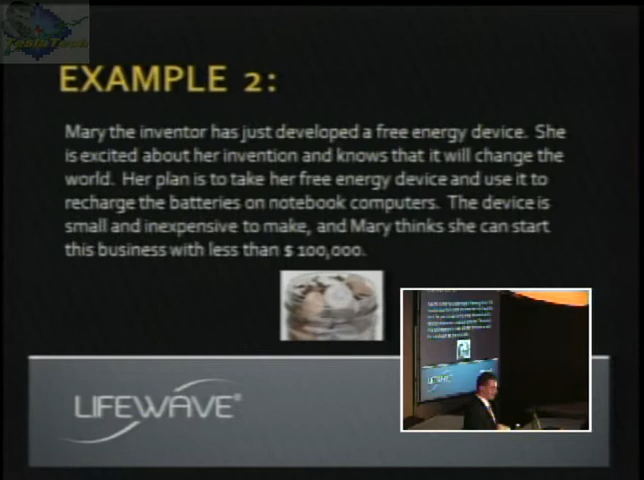 TeslaTech
EXAMPLE 2:
Mary the inventor has just developed a free energy device. She
is excited about her invention and knows that it will change the
world. Her plan is to take her free energy device and use it to
recharge the batteries on notebook computers. The device is
small and inexpensive to make, and Mary thinks she can start
this business with less than $ 100,000.
LIFEWAVE®